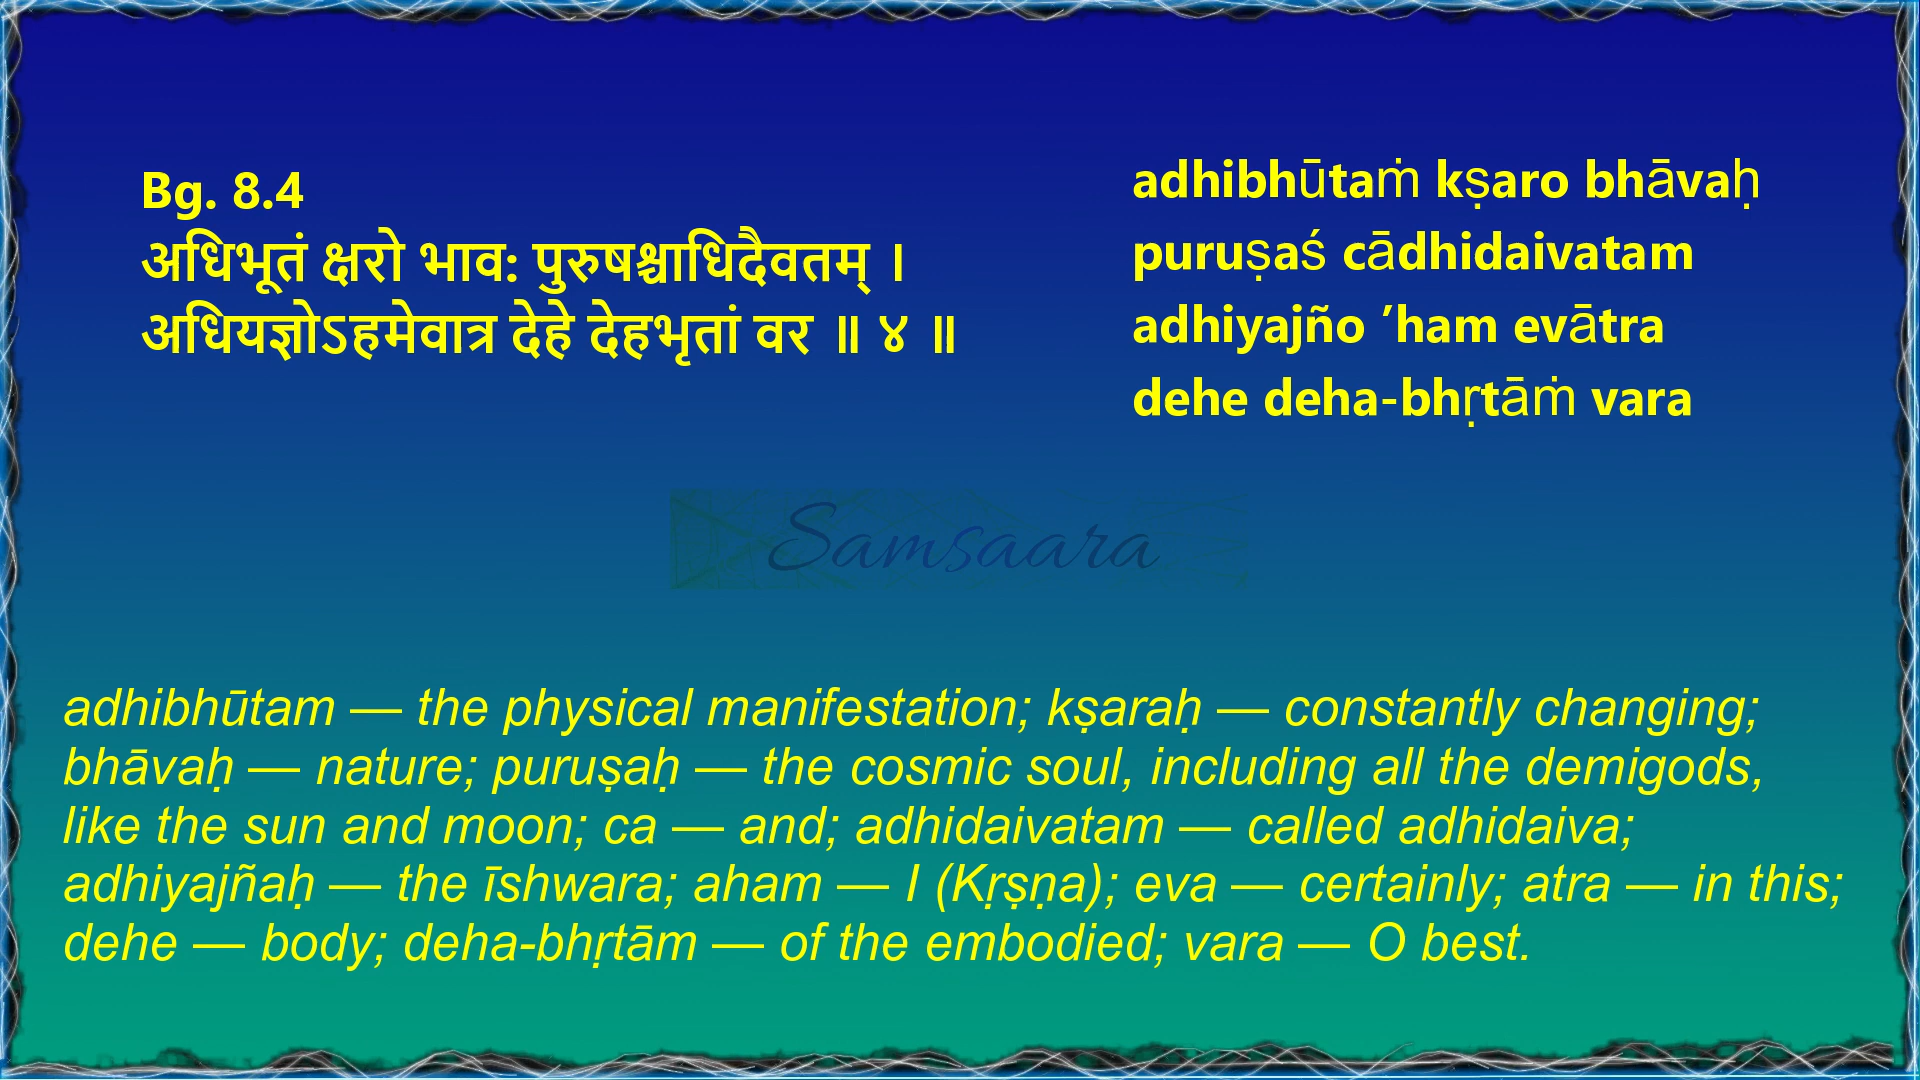 Bg. 8.4
अधिभूतं क्षरो भाव: पुरुषश्चाधिदैवतम् ।
अधियज्ञोऽहमेवात्र देहे देहभृतां वर ॥ ४ ॥
adhibhūtaṁ kṣaro bhāvaḥ
puruṣaś cādhidaivatam
adhiyajño ’ham evātra
dehe deha-bhṛtāṁ vara
Samsaara
adhibhūtam — the physical manifestation; kṣaraḥ — constantly changing;
bhāvaḥ — nature; puruṣaḥ — the cosmic soul, including all the demigods,
like the sun and moon; ca — and; adhidaivatam — called adhidaiva;
adhiyajñaḥ — the īshwara; aham — I (Kṛṣṇa); eva — certainly; atra — in this;
dehe — body; deha-bhṛtām — of the embodied; vara — O best.